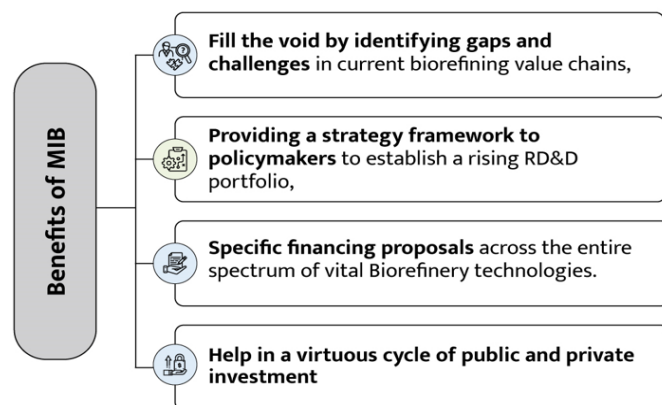 Benefits of MIB
Fill the void by identifying gaps and
challenges in current biorefining value chains,
Providing a strategy framework to
policymakers to establish a rising RD&D
portfolio,
Specific financing proposals across the entire
spectrum of vital Biorefinery technologies.
Help in a virtuous cycle of public and private
investment